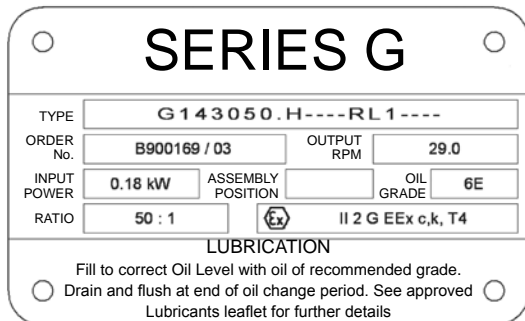 SERIES G
TYPE G143050.H----RL1----
ORDER No. B900169 / 03 OUTPUT RPM 29.0
INPUT POWER 0.18 kW ASSEMBLY POSITION OIL GRADE 6E
RATIO 50 : 1 Ex II 2 G EEx c,k, T4
LUBRICATION
Fill to correct Oil Level with oil of recommended grade.
Drain and flush at end of oil change period. See approved
Lubricants leaflet for further details